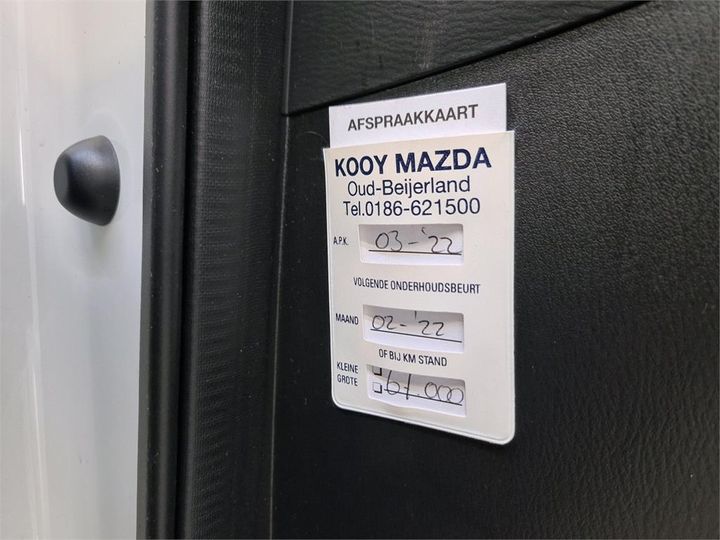 AFSPRAAKKAART
KOOY MAZDA
Oud-Beijerland
Tel.0186-621500
A.P.K. 03-'22
VOLGENDE ONDERHOUDSBEURT
MAAND 02-'22
OF BIJ KM STAND
KLEINE
GROTE 61.000